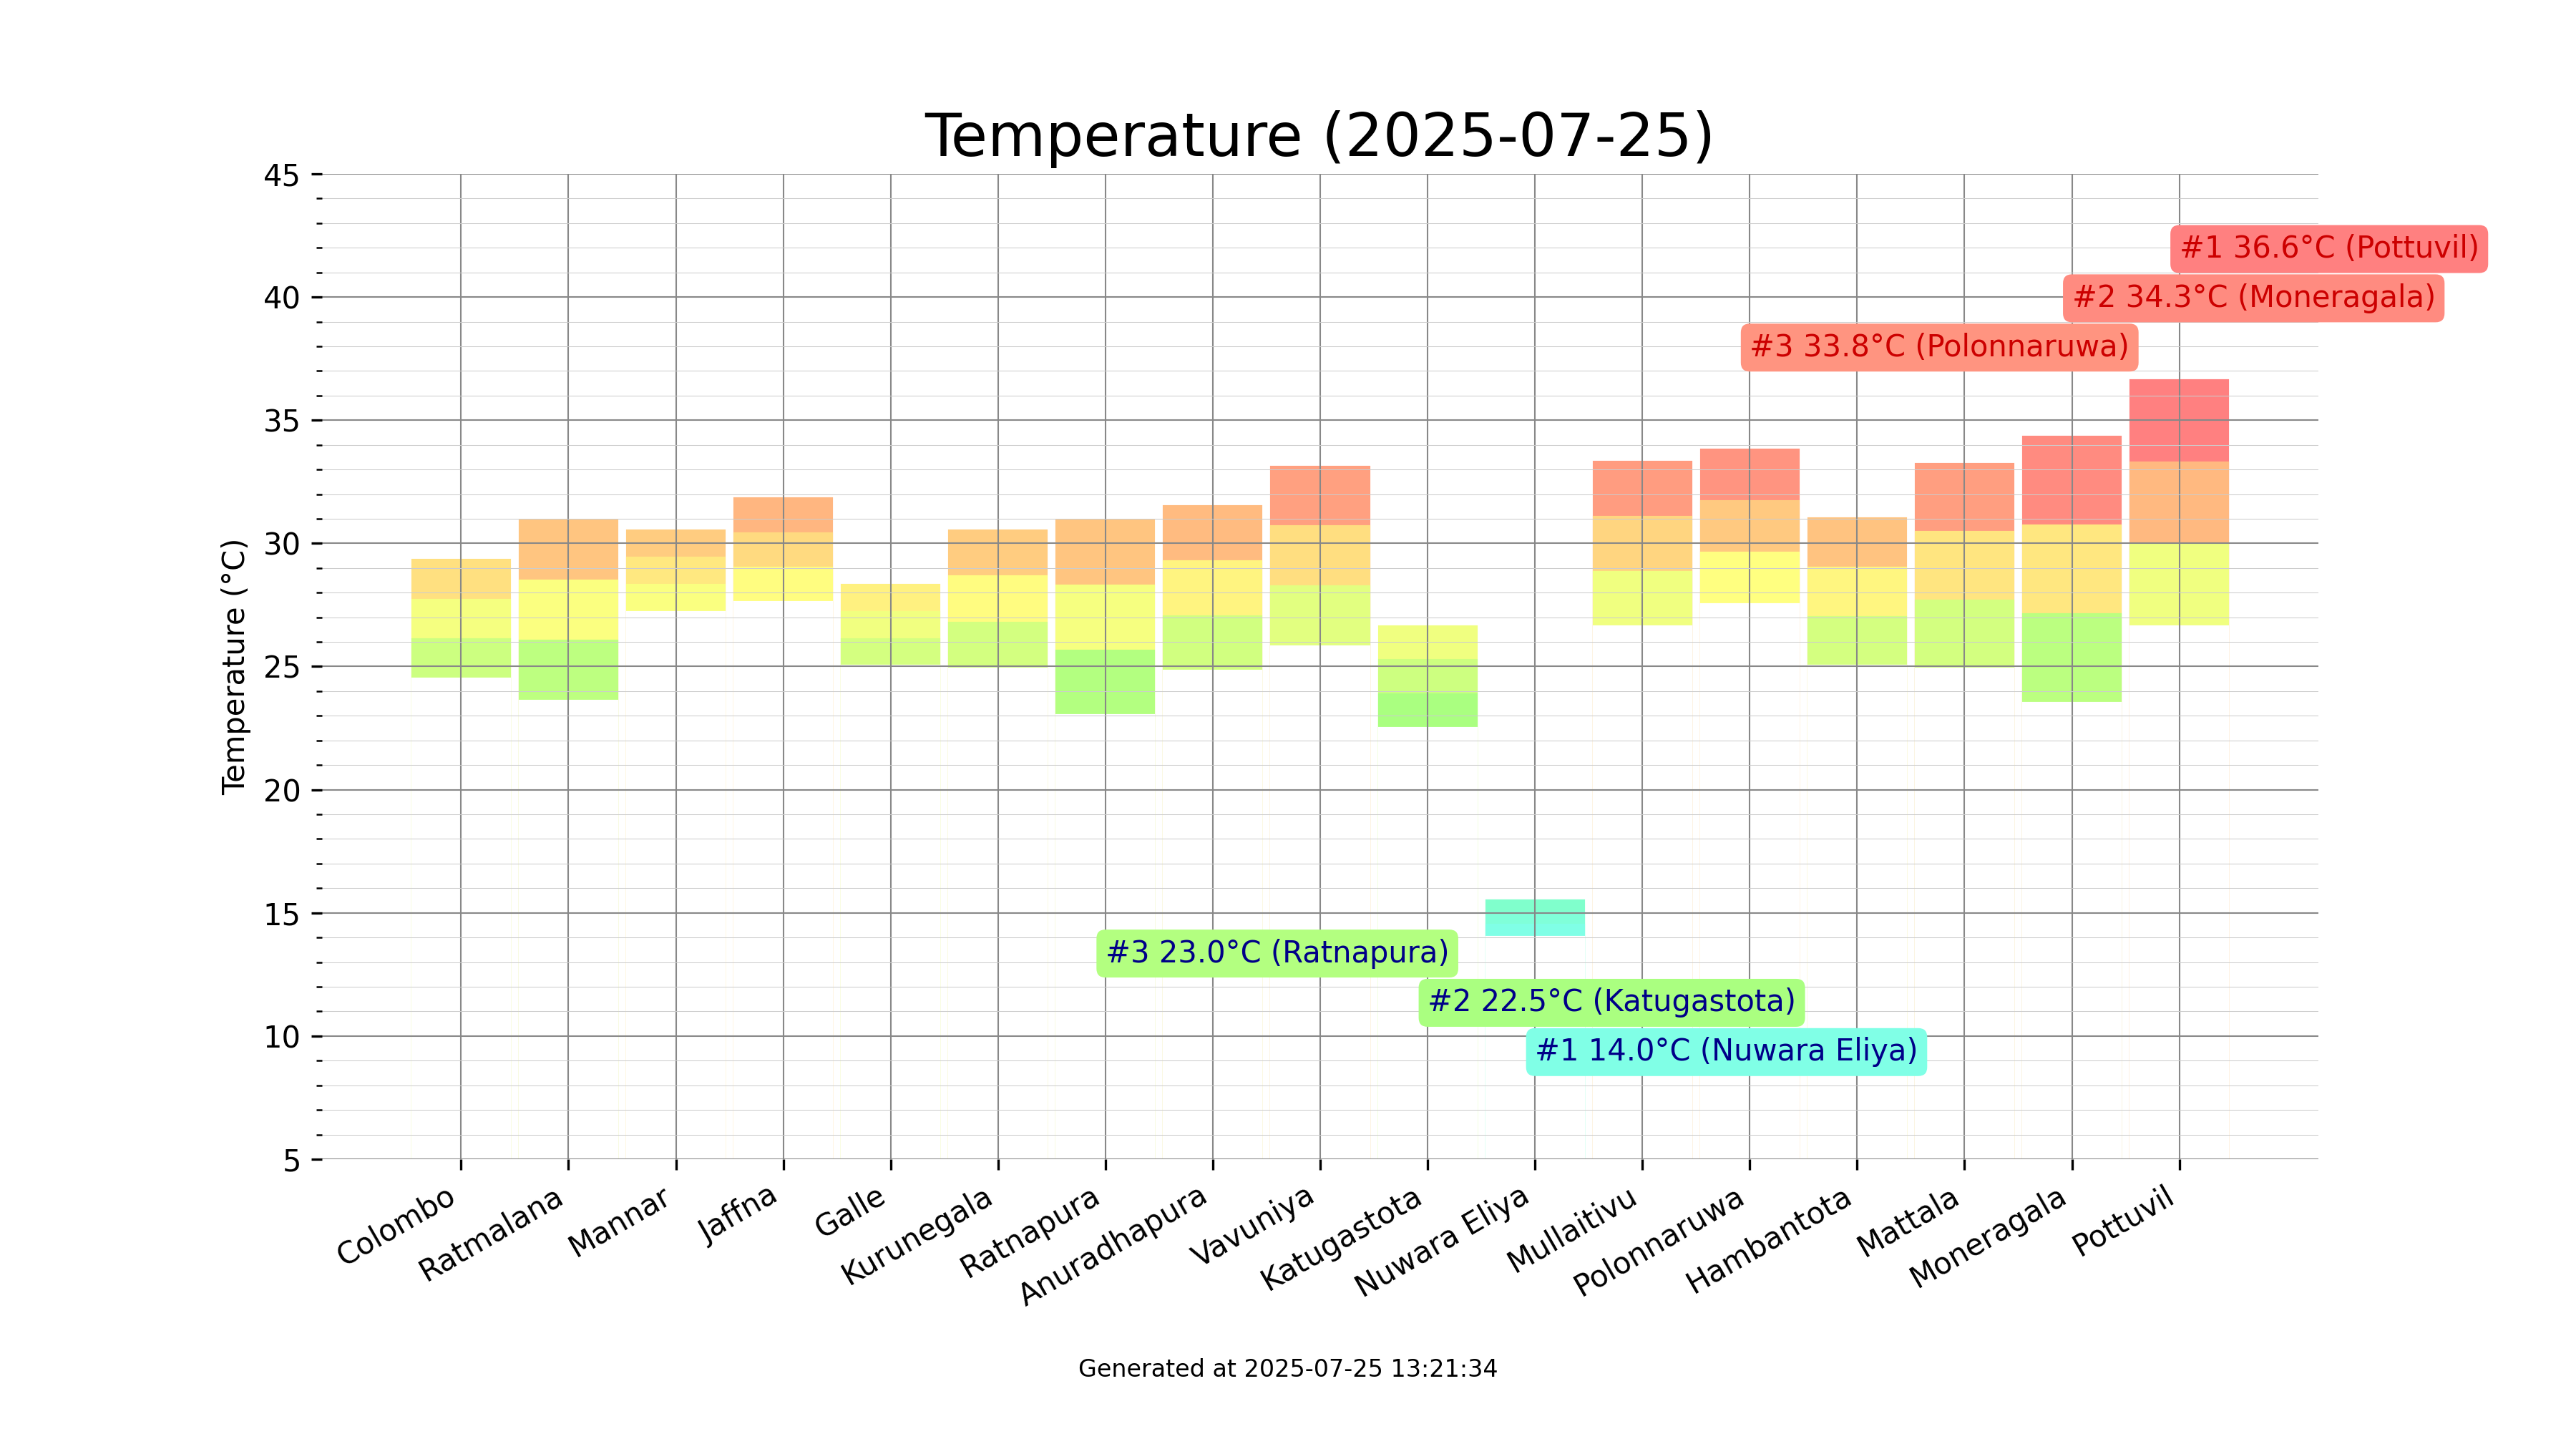 Temperature (2025-07-25)
45
40
35
30
25
20
15
10
5
Temperature (°C)
#1 36.6°C (Pottuvil)
#2 34.3°C (Moneragala)
#3 33.8°C (Polonnaruwa)
#3 23.0°C (Ratnapura)
#2 22.5°C (Katugastota)
#1 14.0°C (Nuwara Eliya)
Colombo
Ratmalana
Mannar
Jaffna
Galle
Kurunegala
Ratnapura
Anuradhapura
Vavuniya
Katugastota
Nuwara Eliya
Mullaitivu
Polonnaruwa
Hambantota
Mattala
Moneragala
Pottuvil
Generated at 2025-07-25 13:21:34